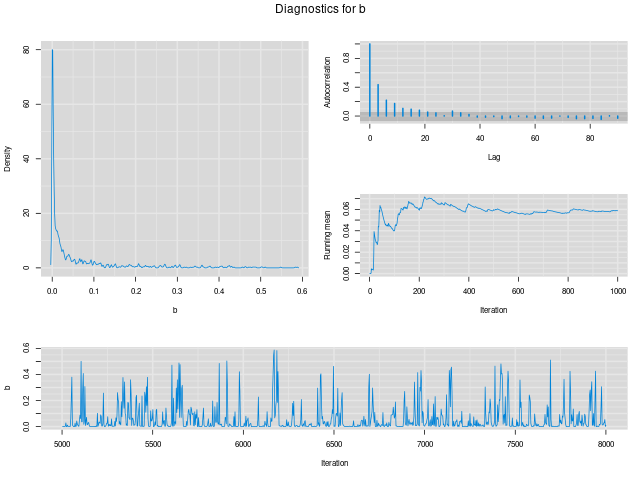 Diagnostics for b
Density
0 20 40 60 80
0.0 0.1 0.2 0.3 0.4 0.5 0.6
b
Autocorrelation
0.0 0.4 0.8
0 20 40 60 80
Lag
Running mean
0.00 0.02 0.04 0.06
0 200 400 600 800 1000
Iteration
b
0.0 0.2 0.4 0.6
5000 5500 6000 6500 7000 7500 8000
Iteration